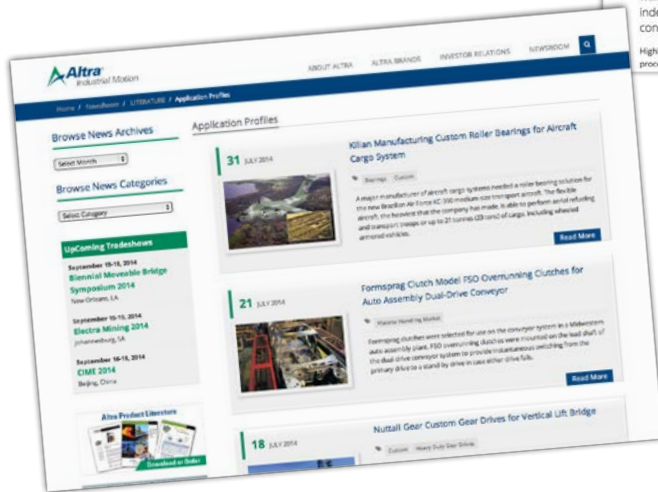 inde
con
High
proce
Altra
Industrial Motion
ABOUT ALTRA
ALTRA BRANDS
INVESTOR RELATIONS
NEWSROOM
Home / Newsroom / LITERATURE / Application Profiles
Browse News Archives
Select Month
Browse News Categories
Select Category
UpComing Tradeshows
September 15-18, 2014
Biennial Moveable Bridge
Symposium 2014
New Orleans, LA
September 15-19, 2014
Electra Mining 2014
Johannesburg, SA
September 16-18, 2014
CIME 2014
Beijing, China
Altra Product Literature
Download or Order
Application Profiles
31 JULY 2014
Kilian Manufacturing Custom Roller Bearings for Aircraft
Cargo System
Bearings Custom
A major manufacturer of aircraft cargo systems needed a roller bearing solution for
the new Brazilian Air Force KC-390 medium size transport aircraft. The flexible
aircraft, the heaviest that the company has made, is able to perform aerial refueling
and transport troops or up to 21 tonnes (23 tons) of cargo, including wheeled
armored vehicles.
Read More
21 JULY 2014
Formsprag Clutch Model FSO Overrunning Clutches for
Auto Assembly Dual-Drive Conveyor
Material Handling Market
Formsprag clutches were selected for use on the conveyor system in a Midwestern
auto assembly plant. FSO overrunning clutches were mounted on the lead shaft of
the dual-drive conveyor system to provide instantaneous switching from the
primary drive to a stand-by drive in case either drive fails.
Read More
18 JULY 2014
Nuttall Gear Custom Gear Drives for Vertical Lift Bridge
Custom Heavy Duty Gear Drives